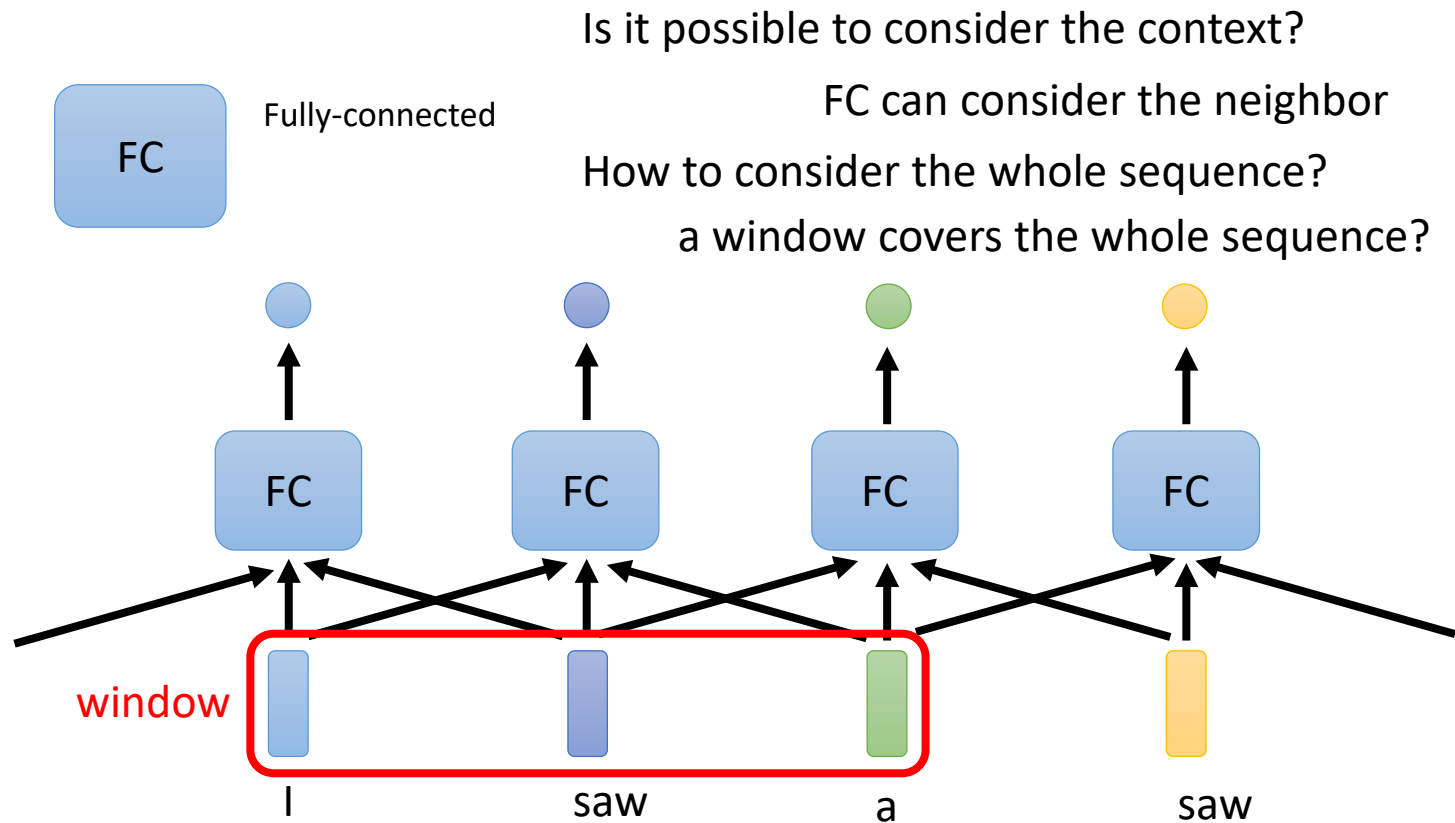 Is it possible to consider the context?
FC
Fully-connected
FC can consider the neighbor
How to consider the whole sequence?
a window covers the whole sequence?
FC FC FC FC
window
I saw a saw